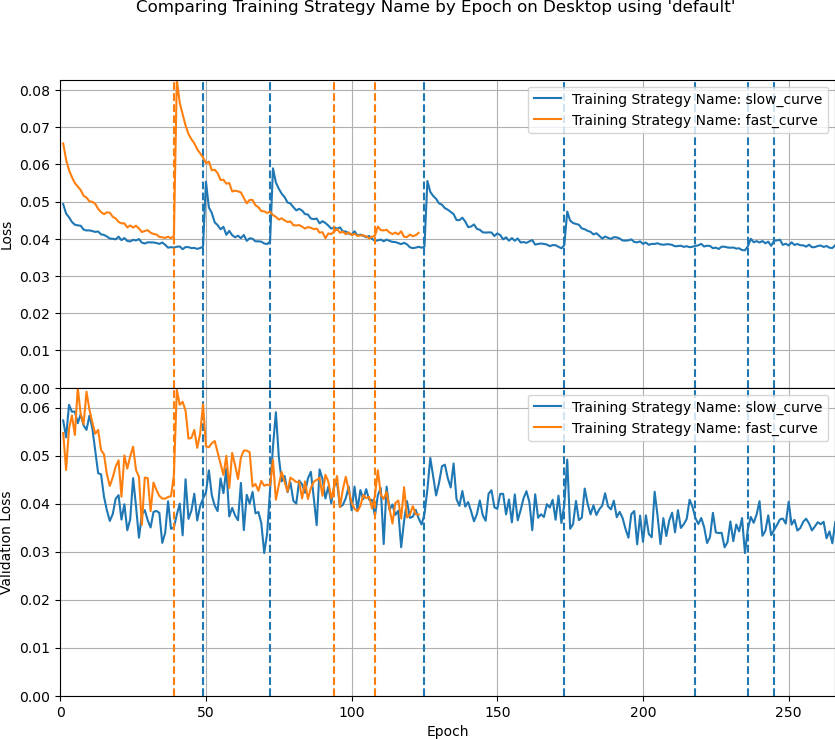 Comparing Training Strategy Name by Epoch on Desktop using 'default'
Training Strategy Name: slow_curve
Training Strategy Name: fast_curve
0.08
0.07
0.06
0.05
0.04
0.03
0.02
0.01
0.00
Loss
Training Strategy Name: slow_curve
Training Strategy Name: fast_curve
0.06
0.05
0.04
0.03
0.02
0.01
0.00
Validation Loss
0 50 100 150 200 250
Epoch